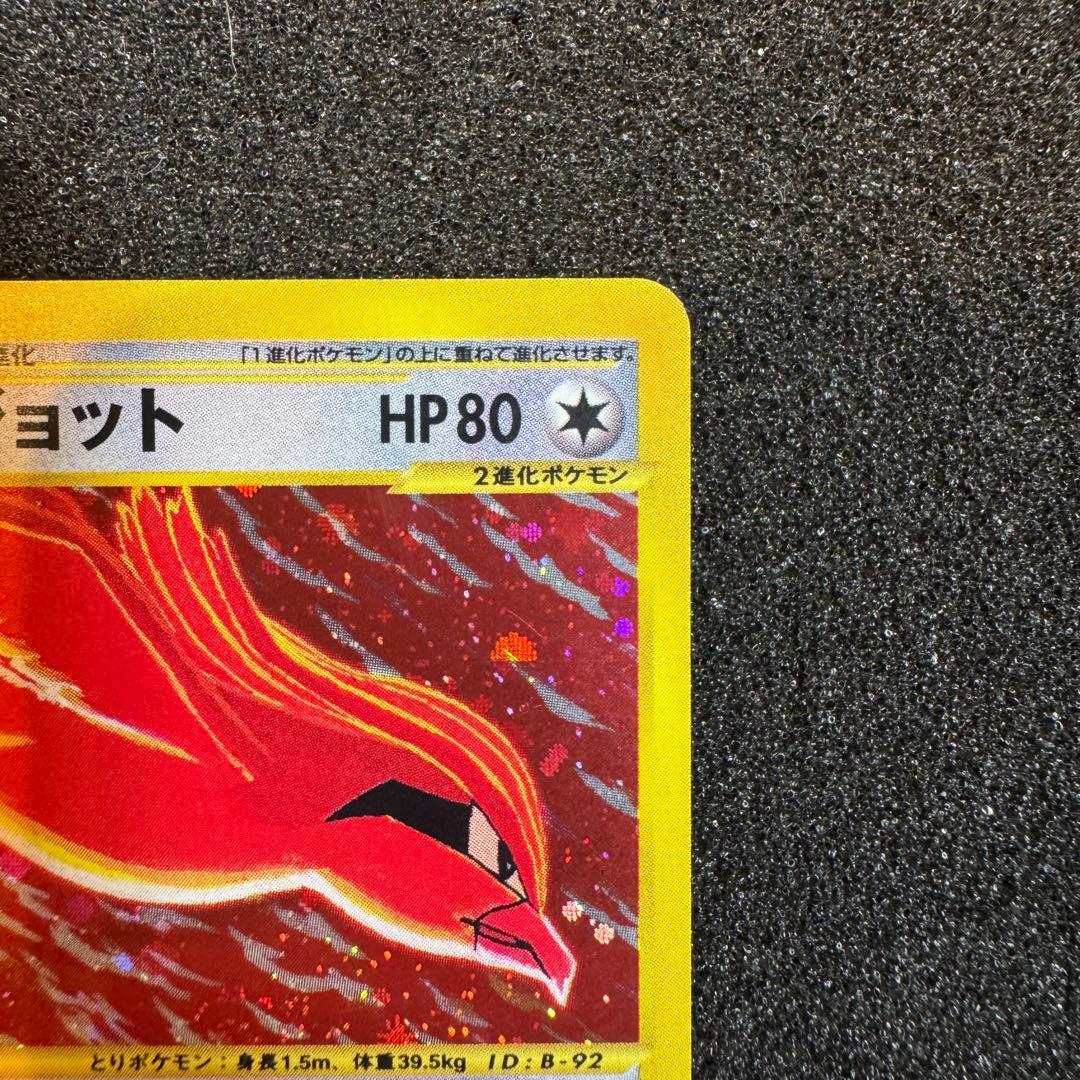 進化
「1進化ポケモン」の上に重ねて進化させます。
ジョット HP80
2進化ポケモン
とりポケモン：身長1.5m、体重39.5kg ID:B-92